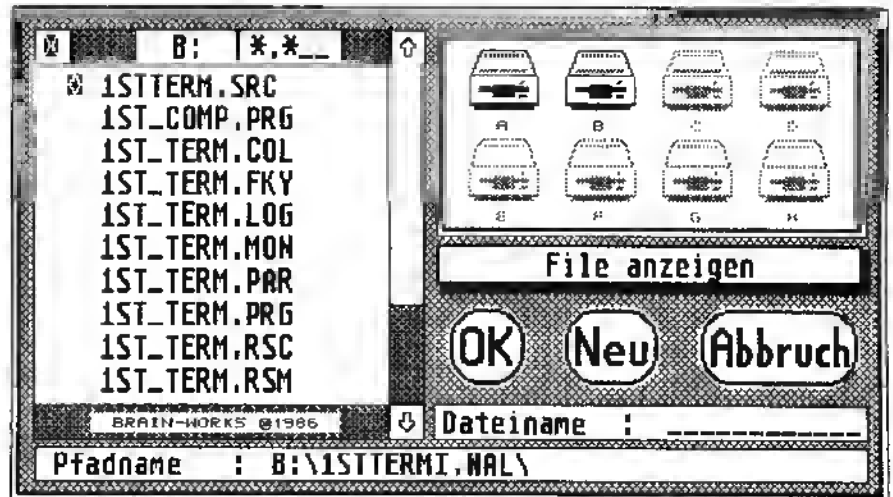 B: *.*__
1STTERM.SRC
1ST_COMP.PRG
1ST_TERM.COL
1ST_TERM.FKY
1ST_TERM.LOG
1ST_TERM.MON
1ST_TERM.PAR
1ST_TERM.PRG
1ST_TERM.RSC
1ST_TERM.RSM
BRAIN-WORKS ©1986
A B C D
E F G H
File anzeigen
OK Neu Abbruch
Dateiname : ____________
Pfadname : B:\1STTERMI.NAL\